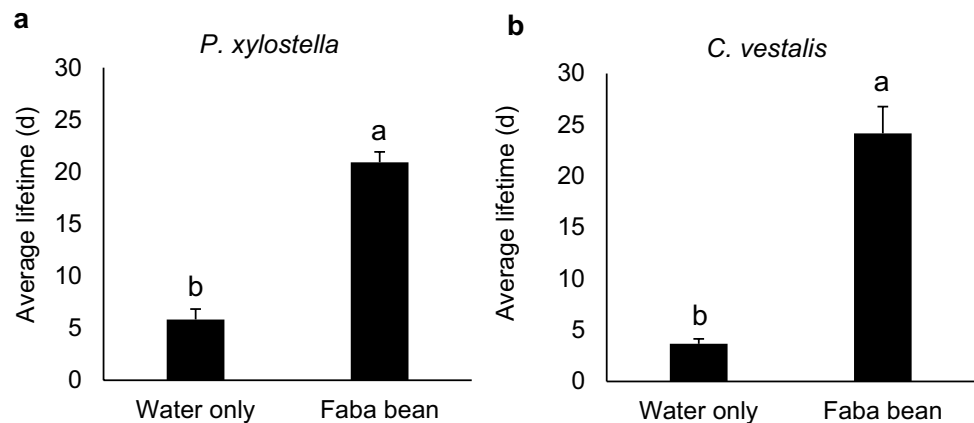 a
P. xylostella
Average lifetime (d)
30
25
20
15
10
5
0
b
a
Water only
Faba bean
b
C. vestalis
Average lifetime (d)
30
25
20
15
10
5
0
b
a
Water only
Faba bean